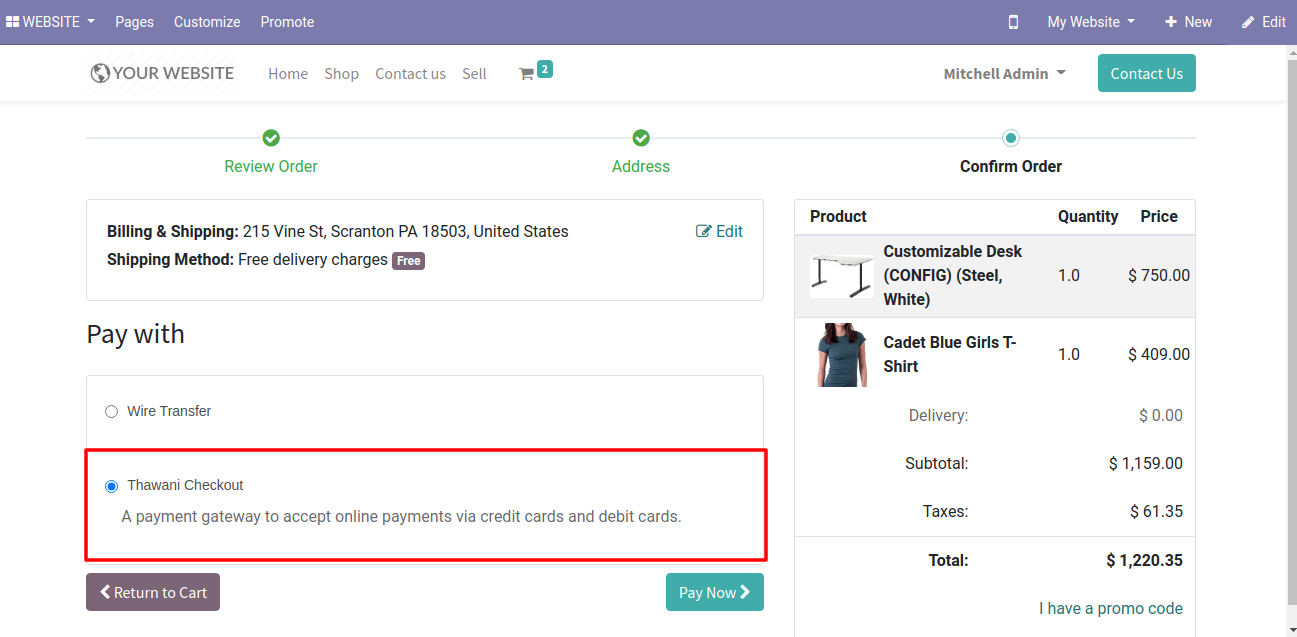 WEBSITE Pages Customize Promote My Website New Edit
YOUR WEBSITE Home Shop Contact us Sell 2 Mitchell Admin Contact Us
Review Order Address Confirm Order
Billing & Shipping: 215 Vine St, Scranton PA 18503, United States Edit
Shipping Method: Free delivery charges Free
Pay with
Wire Transfer
Thawani Checkout
A payment gateway to accept online payments via credit cards and debit cards.
Return to Cart Pay Now
Product Quantity Price
Customizable Desk
(CONFIG) (Steel, 1.0 $ 750.00
White)
Cadet Blue Girls T-
Shirt 1.0 $ 409.00
Delivery: $ 0.00
Subtotal: $ 1,159.00
Taxes: $ 61.35
Total: $ 1,220.35
I have a promo code